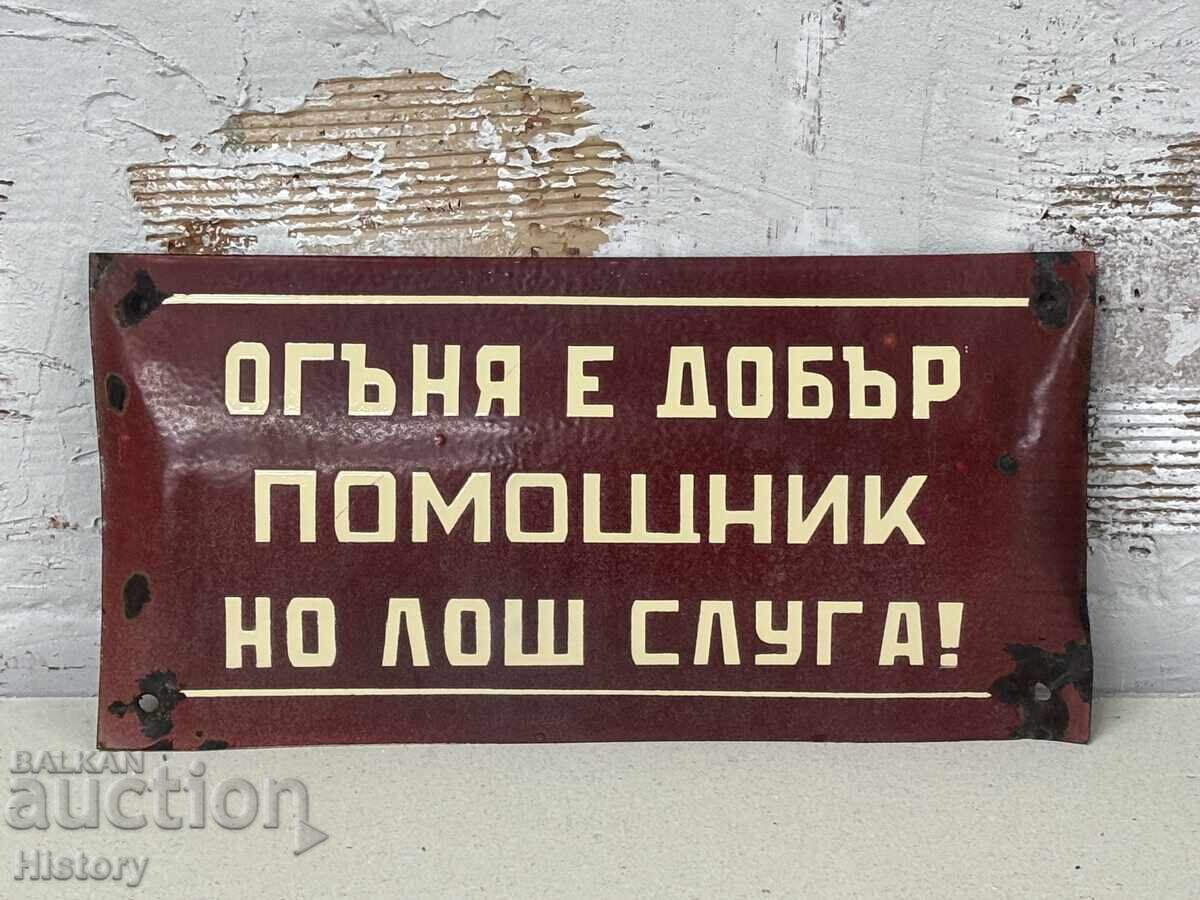 ОГЪНЯ Е ДОБЪР
ПОМОЩНИК
НО ЛОШ СЛУГА!
BALKAN
auction
History